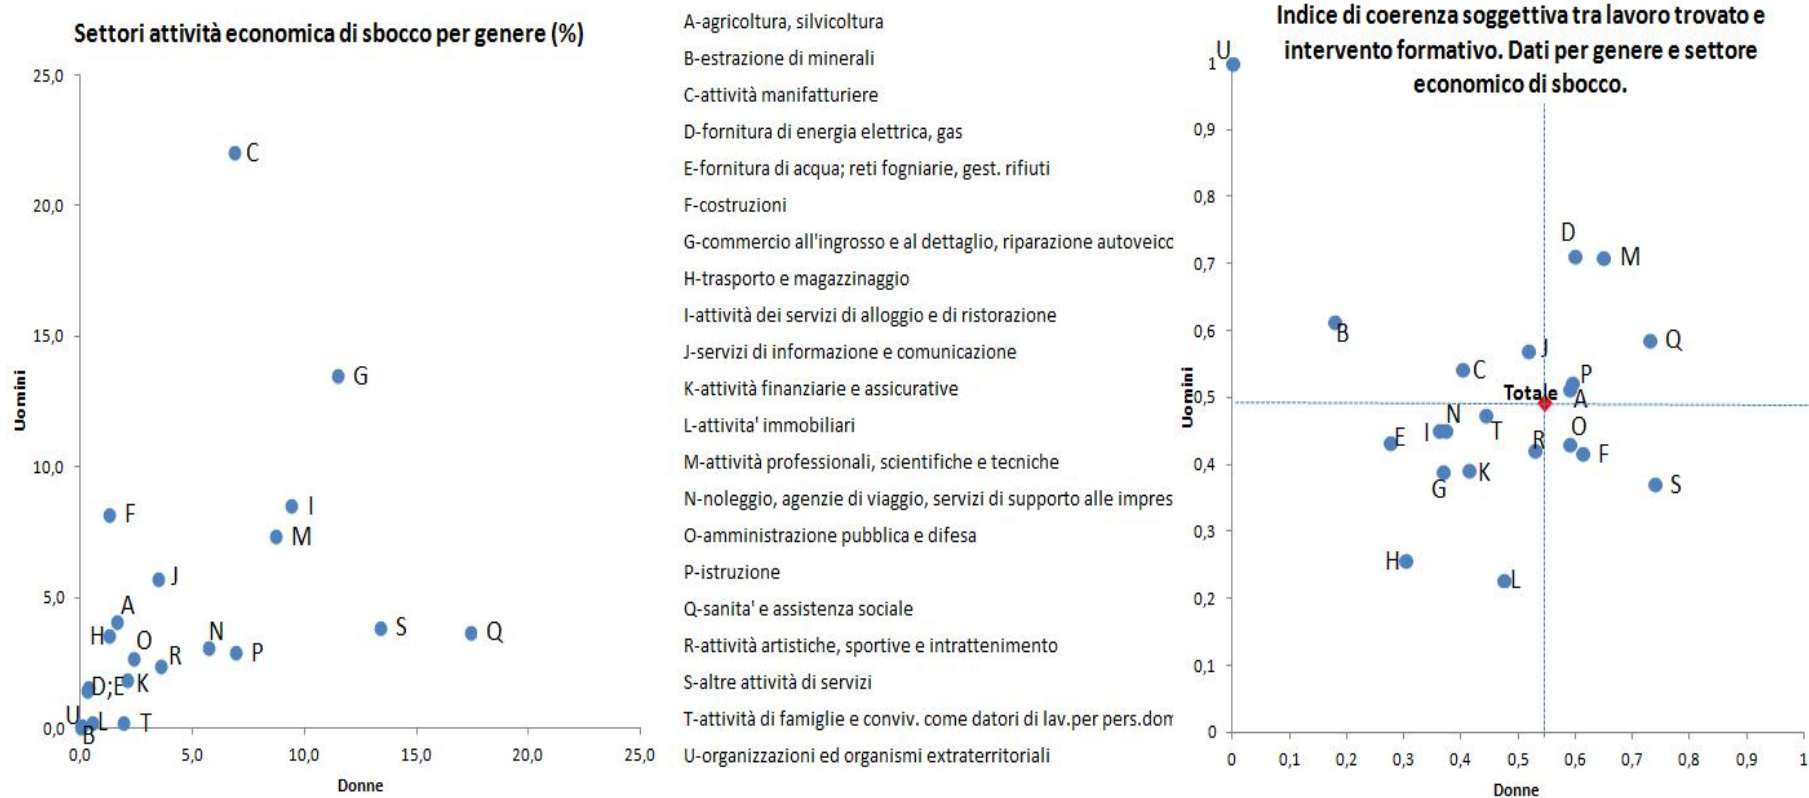 Settori attività economica di sbocco per genere (%)
25,0
20,0
15,0
10,0
5,0
0,0
Uomini
C
G
F
I
M
J
A
H
O
N
R
P
S
Q
D;E
K
U
L
T
B
0,0 5,0 10,0 15,0 20,0 25,0
Donne
A-agricoltura, silvicoltura
B-estrazione di minerali
C-attività manifatturiere
D-fornitura di energia elettrica, gas
E-fornitura di acqua; reti fogniarie, gest. rifiuti
F-costruzioni
G-commercio all'ingrosso e al dettaglio, riparazione autoveicc
H-trasporto e magazzinaggio
I-attività dei servizi di alloggio e di ristorazione
J-servizi di informazione e comunicazione
K-attività finanziarie e assicurative
L-attivita' immobiliari
M-attività professionali, scientifiche e tecniche
N-noleggio, agenzie di viaggio, servizi di supporto alle impres
O-amministrazione pubblica e difesa
P-istruzione
Q-sanita' e assistenza sociale
R-attività artistiche, sportive e intrattenimento
S-altre attività di servizi
T-attività di famiglie e conviv. come datori di lav.per pers.dom
U-organizzazioni ed organismi extraterritoriali
Indice di coerenza soggettiva tra lavoro trovato e
intervento formativo. Dati per genere e settore
economico di sbocco.
U
1
0,9
0,8
0,7
0,6
0,5
0,4
0,3
0,2
0,1
0
Uomini
D
M
B
J
Q
C
P
Totale
A
N
I
T
O
E
R
F
G
K
S
H
L
0 0,1 0,2 0,3 0,4 0,5 0,6 0,7 0,8 0,9 1
Donne